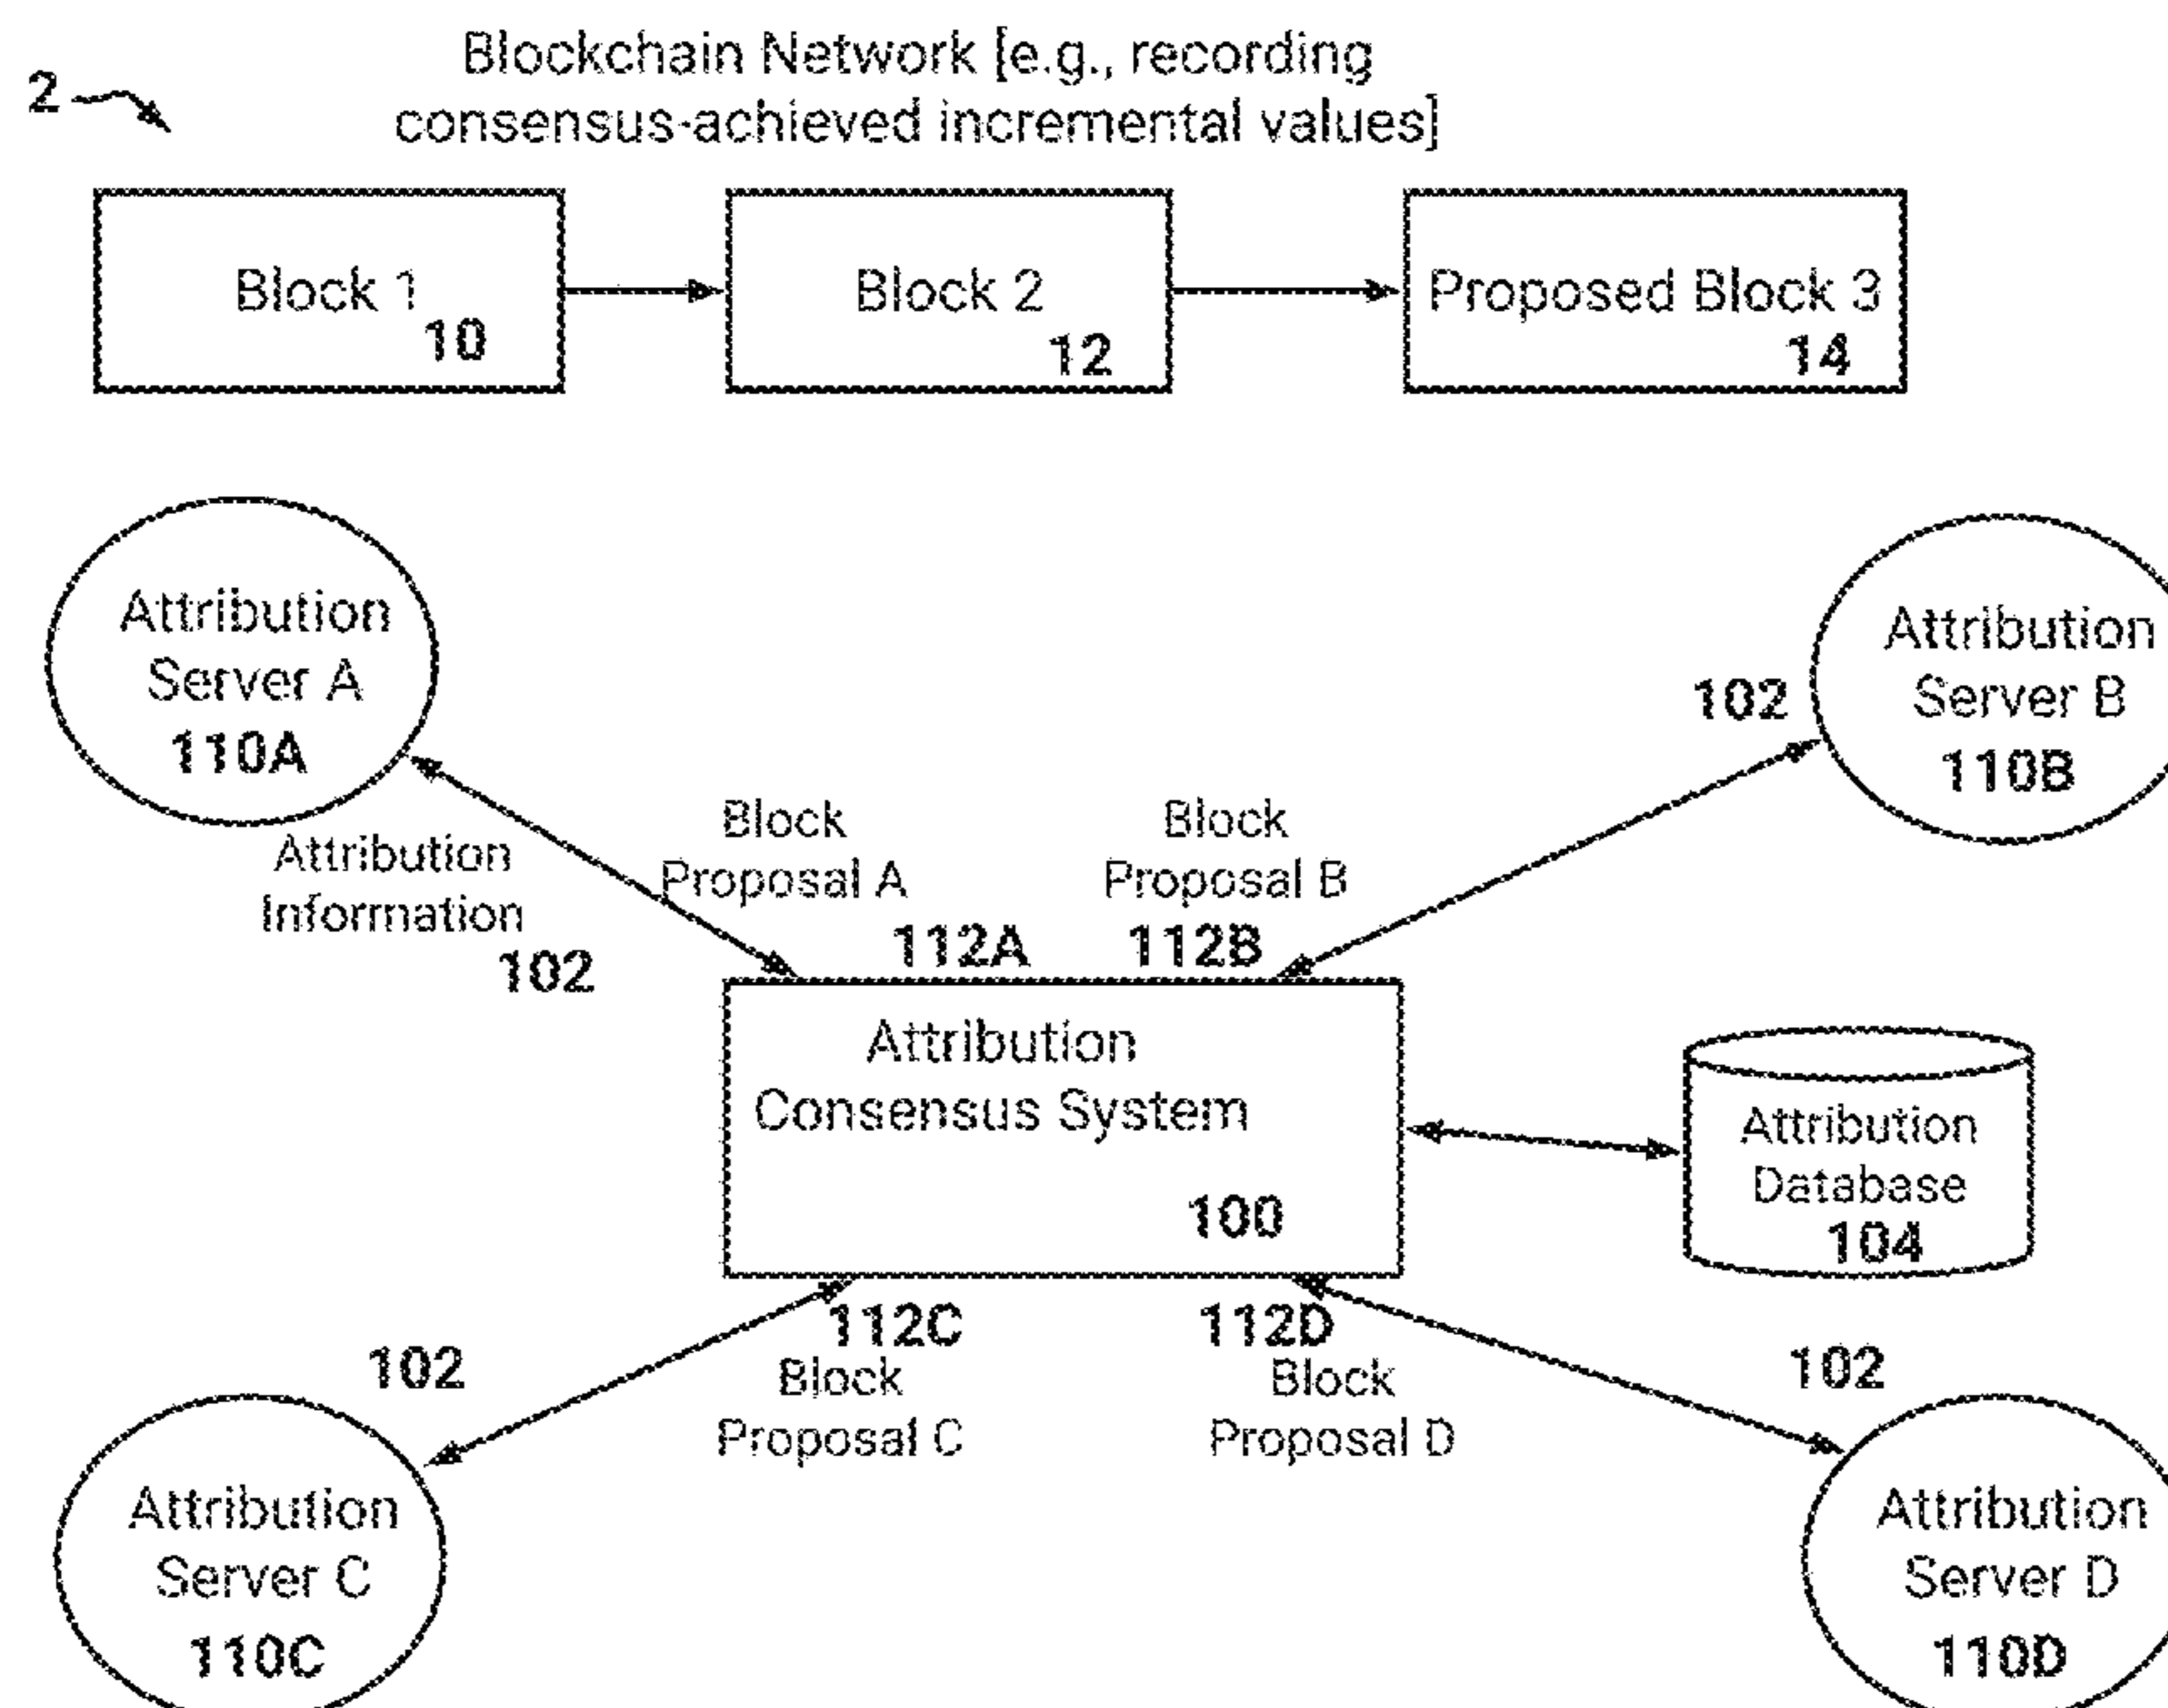 Blockchain Network [e.g., recording
consensus-achieved incremental values]
2
Block 1
10
Block 2
12
Proposed Block 3
14
Attribution
Server A
110A
Attribution
Server B
110B
102
Attribution
Information
102
Block
Proposal A
112A
Block
Proposal B
112B
Attribution
Consensus System
100
Attribution
Database
104
112C
Block
Proposal C
112D
Block
Proposal D
102
102
Attribution
Server C
110C
Attribution
Server D
110D